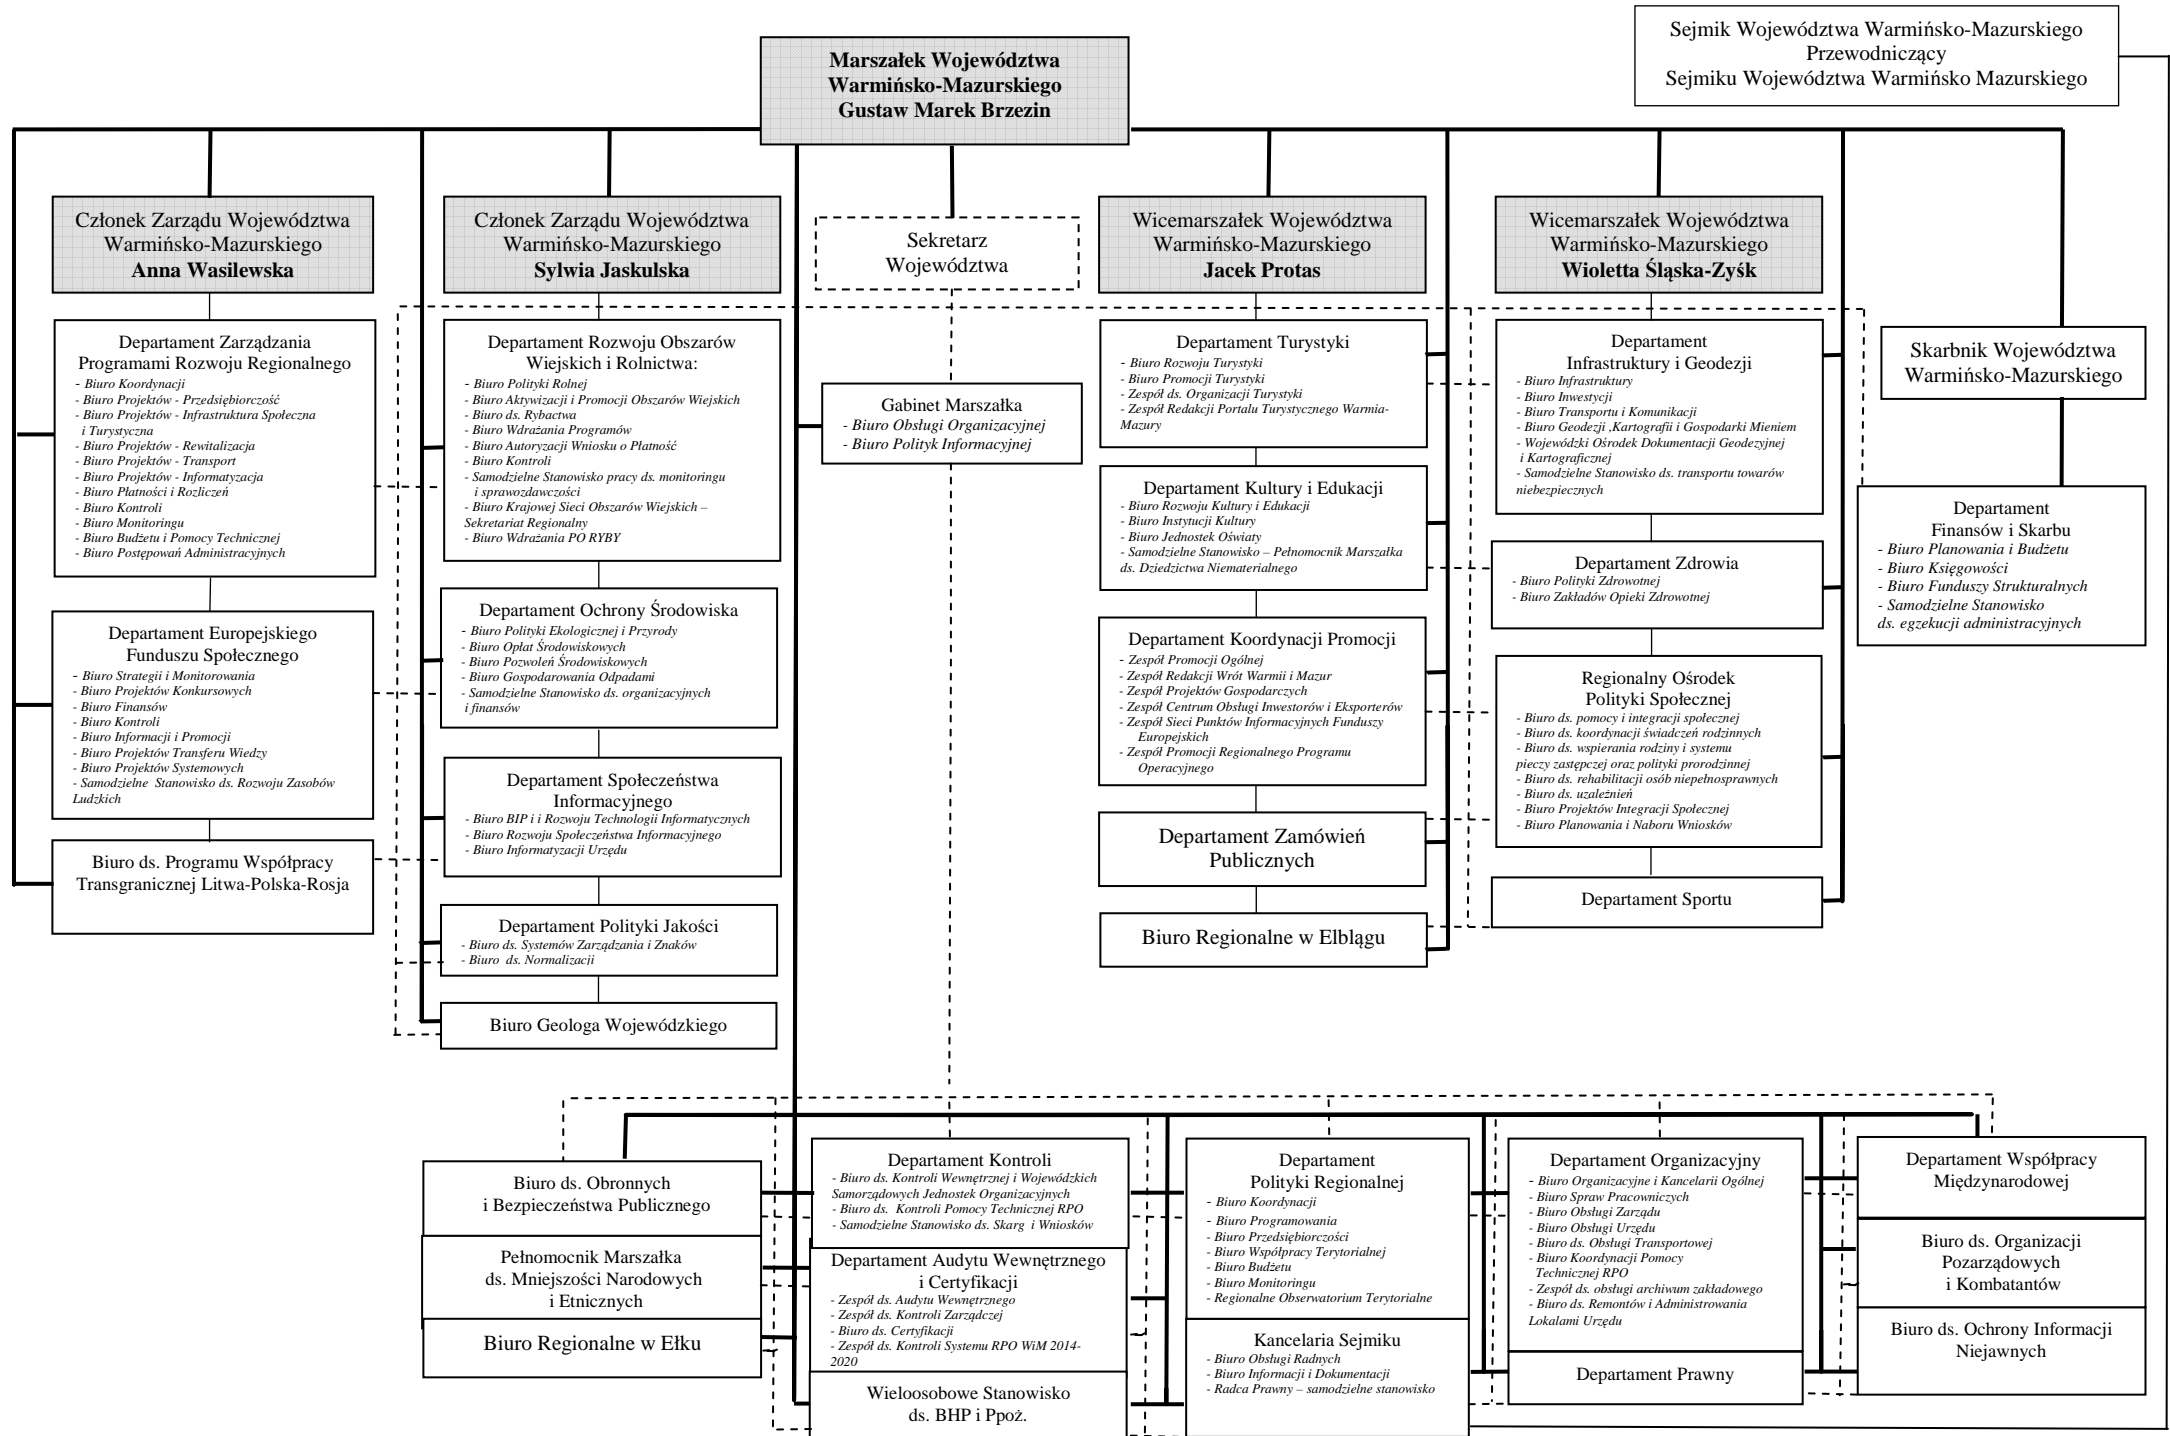 Sejmik Województwa Warmińsko-Mazurskiego
Przewodniczący
Sejmiku Województwa Warmińsko Mazurskiego
Marszałek Województwa
Warmińsko-Mazurskiego
Gustaw Marek Brzezin
Członek Zarządu Województwa
Warmińsko-Mazurskiego
Anna Wasilewska
Członek Zarządu Województwa
Warmińsko-Mazurskiego
Sylwia Jaskulska
Sekretarz
Województwa
Wicemarszałek Województwa
Warmińsko-Mazurskiego
Jacek Protas
Wicemarszałek Województwa
Warmińsko-Mazurskiego
Wioletta Śląska-Zyśk
Departament Zarządzania
Programami Rozwoju Regionalnego
- Biuro Koordynacji
- Biuro Projektów - Przedsiębiorczość
- Biuro Projektów - Infrastruktura Społeczna
i Turystyczna
- Biuro Projektów - Rewitalizacja
- Biuro Projektów - Transport
- Biuro Projektów - Informatyzacja
- Biuro Płatności i Rozliczeń
- Biuro Kontroli
- Biuro Monitoringu
- Biuro Budżetu i Pomocy Technicznej
- Biuro Postępowań Administracyjnych
Departament Europejskiego
Funduszu Społecznego
- Biuro Strategii i Monitorowania
- Biuro Projektów Konkursowych
- Biuro Finansów
- Biuro Kontroli
- Biuro Informacji i Promocji
- Biuro Projektów Transferu Wiedzy
- Biuro Projektów Systemowych
- Samodzielne Stanowisko ds. Rozwoju Zasobów
Ludzkich
Biuro ds. Programu Współpracy
Transgranicznej Litwa-Polska-Rosja
Departament Rozwoju Obszarów
Wiejskich i Rolnictwa:
- Biuro Polityki Rolnej
- Biuro Aktywizacji i Promocji Obszarów Wiejskich
- Biuro ds. Rybactwa
- Biuro Wdrażania Programów
- Biuro Autoryzacji Wniosku o Płatność
- Biuro Kontroli
- Samodzielne Stanowisko pracy ds. monitoringu
i sprawozdawczości
- Biuro Krajowej Sieci Obszarów Wiejskich –
Sekretariat Regionalny
- Biuro Wdrażania PO RYBY
Departament Ochrony Środowiska
- Biuro Polityki Ekologicznej i Przyrody
- Biuro Opłat Środowiskowych
- Biuro Pozwoleń Środowiskowych
- Biuro Gospodarowania Odpadami
- Samodzielne Stanowisko ds. organizacyjnych
i finansów
Departament Społeczeństwa
Informacyjnego
- Biuro BIP i i Rozwoju Technologii Informatycznych
- Biuro Rozwoju Społeczeństwa Informacyjnego
- Biuro Informatyzacji Urzędu
Departament Polityki Jakości
- Biuro ds. Systemów Zarządzania i Znaków
- Biuro ds. Normalizacji
Biuro Geologa Wojewódzkiego
Gabinet Marszałka
- Biuro Obsługi Organizacyjnej
- Biuro Polityk Informacyjnej
Departament Turystyki
- Biuro Rozwoju Turystyki
- Biuro Promocji Turystyki
- Zespół ds. Organizacji Turystyki
- Zespół Redakcji Portalu Turystycznego Warmia-
Mazury
Departament Kultury i Edukacji
- Biuro Rozwoju Kultury i Edukacji
- Biuro Instytucji Kultury
- Biuro Jednostek Oświaty
- Samodzielne Stanowisko – Pełnomocnik Marszałka
ds. Dziedzictwa Niematerialnego
Departament Koordynacji Promocji
- Zespół Promocji Ogólnej
- Zespół Redakcji Wrót Warmii i Mazur
- Zespół Projektów Gospodarczych
- Zespół Centrum Obsługi Inwestorów i Eksporterów
- Zespół Sieci Punktów Informacyjnych Funduszy
Europejskich
- Zespół Promocji Regionalnego Programu
Operacyjnego
Departament Zamówień
Publicznych
Biuro Regionalne w Elblągu
Departament
Infrastruktury i Geodezji
- Biuro Infrastruktury
- Biuro Inwestycji
- Biuro Transportu i Komunikacji
- Biuro Geodezji ,Kartografii i Gospodarki Mieniem
- Wojewódzki Ośrodek Dokumentacji Geodezyjnej
i Kartograficznej
- Samodzielne Stanowisko ds. transportu towarów
niebezpiecznych
Departament Zdrowia
- Biuro Polityki Zdrowotnej
- Biuro Zakładów Opieki Zdrowotnej
Regionalny Ośrodek
Polityki Społecznej
- Biuro ds. pomocy i integracji społecznej
- Biuro ds. koordynacji świadczeń rodzinnych
- Biuro ds. wspierania rodziny i systemu
pieczy zastępczej oraz polityki prorodzinnej
- Biuro ds. rehabilitacji osób niepełnosprawnych
- Biuro ds. uzależnień
- Biuro Projektów Integracji Społecznej
- Biuro Planowania i Naboru Wniosków
Departament Sportu
Skarbnik Województwa
Warmińsko-Mazurskiego
Departament
Finansów i Skarbu
- Biuro Planowania i Budżetu
- Biuro Księgowości
- Biuro Funduszy Strukturalnych
- Samodzielne Stanowisko
ds. egzekucji administracyjnych
Biuro ds. Obronnych
i Bezpieczeństwa Publicznego
Pełnomocnik Marszałka
ds. Mniejszości Narodowych
i Etnicznych
Biuro Regionalne w Ełku
Departament Kontroli
- Biuro ds. Kontroli Wewnętrznej i Wojewódzkich
Samorządowych Jednostek Organizacyjnych
- Biuro ds. Kontroli Pomocy Technicznej RPO
- Samodzielne Stanowisko ds. Skarg i Wniosków
Departament Audytu Wewnętrznego
i Certyfikacji
- Zespół ds. Audytu Wewnętrznego
- Zespół ds. Kontroli Zarządczej
- Biuro ds. Certyfikacji
- Zespół ds. Kontroli Systemu RPO WiM 2014-
2020
Wieloosobowe Stanowisko
ds. BHP i Ppoż.
Departament
Polityki Regionalnej
- Biuro Koordynacji
- Biuro Programowania
- Biuro Przedsiębiorczości
- Biuro Współpracy Terytorialnej
- Biuro Budżetu
- Biuro Monitoringu
- Regionalne Obserwatorium Terytorialne
Kancelaria Sejmiku
- Biuro Obsługi Radnych
- Biuro Informacji i Dokumentacji
- Radca Prawny – samodzielne stanowisko
Departament Organizacyjny
- Biuro Organizacyjne i Kancelarii Ogólnej
- Biuro Spraw Pracowniczych
- Biuro Obsługi Zarządu
- Biuro Obsługi Urzędu
- Biuro ds. Obsługi Transportowej
- Biuro Koordynacji Pomocy
Technicznej RPO
- Zespół ds. obsługi archiwum zakładowego
- Biuro ds. Remontów i Administrowania
Lokalami Urzędu
Departament Prawny
Departament Współpracy
Międzynarodowej
Biuro ds. Organizacji
Pozarządowych
i Kombatantów
Biuro ds. Ochrony Informacji
Niejawnych